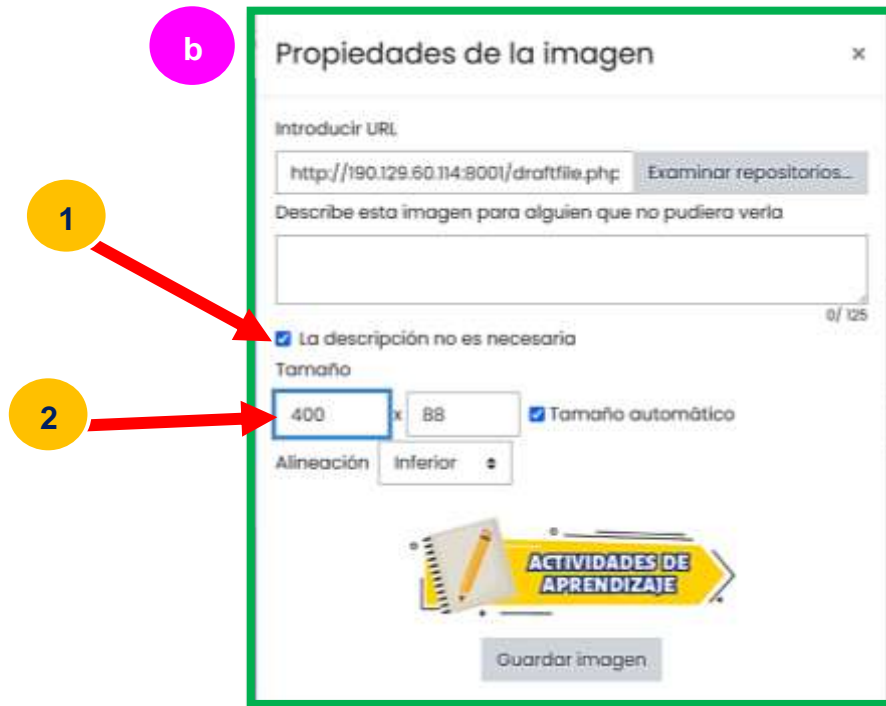 b
Propiedades de la imagen ×
Introducir URL
http://190.129.60.114:8001/draftfile.php Examinar repositorios...
Describe esta imagen para alguien que no pudiera verla
1
0/ 125
La descripción no es necesaria
Tamaño
2
400 x 88 Tamaño automático
Alineación Inferior
ACTIVIDADES DE
APRENDIZAJE
Guardar imagen